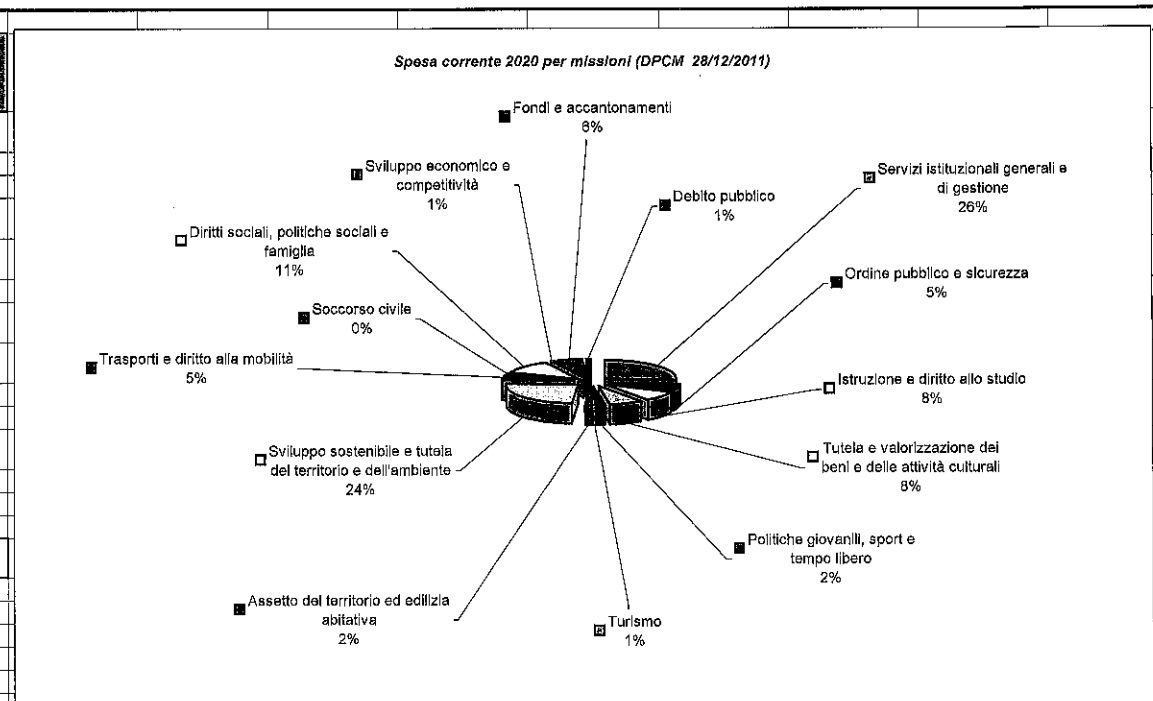 Spesa corrente 2020 per missioni (DPCM 28/12/2011)
Fondi e accantonamenti
6%
Sviluppo economico e
competitività
1%
Debito pubblico
1%
Servizi istituzionali generali e
di gestione
26%
Diritti sociali, politiche sociali e
famiglia
11%
Ordine pubblico e sicurezza
5%
Soccorso civile
0%
Trasporti e diritto alla mobilità
5%
Istruzione e diritto allo studio
8%
Sviluppo sostenibile e tutela
del territorio e dell'ambiente
24%
Tutela e valorizzazione dei
beni e delle attività culturali
8%
Politiche giovanili, sport e
tempo libero
2%
Assetto del territorio ed edilizia
abitativa
2%
Turismo
1%